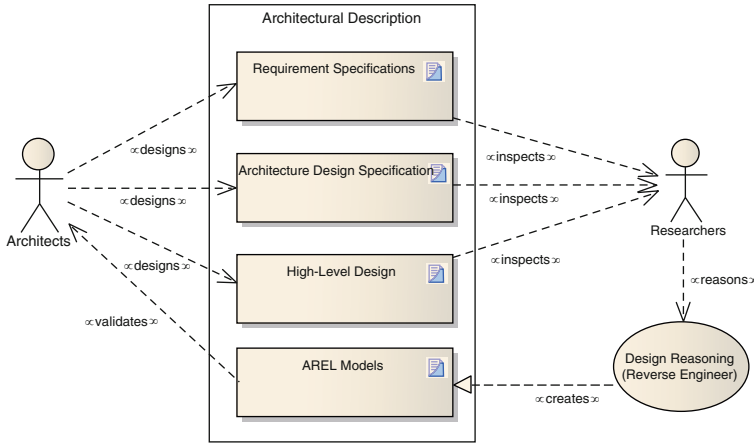 Architectural Description
Requirement Specifications
∝designs∝
∝inspects∝
Architecture Design Specification
∝designs∝
∝inspects∝
Architects
Researchers
High-Level Design
∝designs∝
∝inspects∝
∝reasons∝
∝validates∝
AREL Models
Design Reasoning
(Reverse Engineer)
∝creates∝